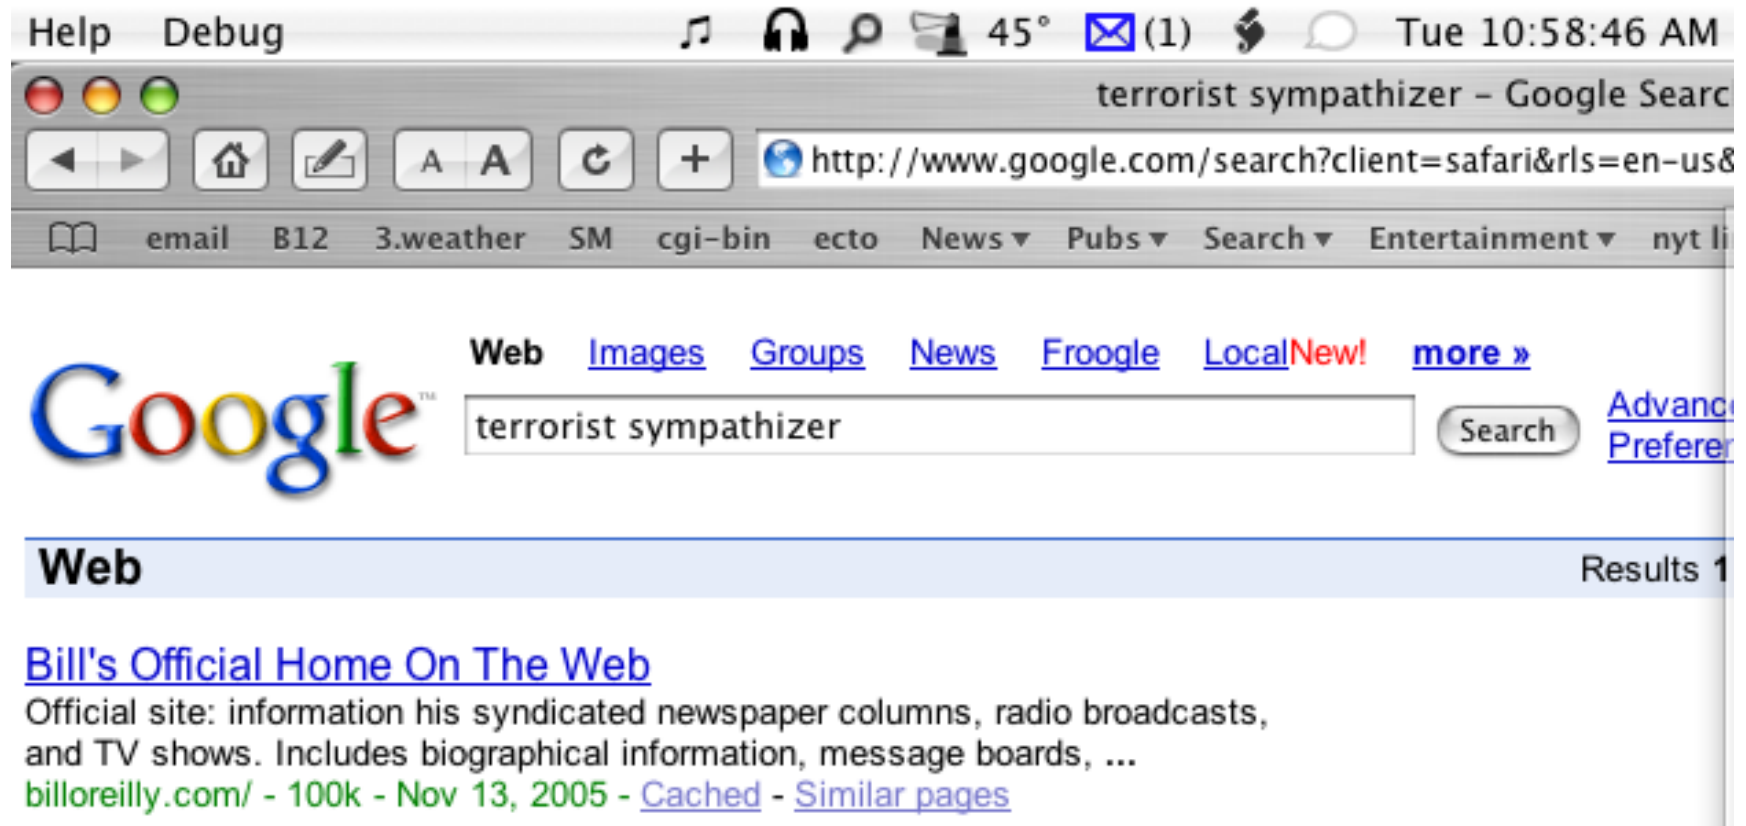 Help Debug 45° (1) Tue 10:58:46 AM
terrorist sympathizer – Google Searc
A A + http://www.google.com/search?client=safari&rls=en-us&
email B12 3.weather SM cgi-bin ecto News ▾ Pubs ▾ Search ▾ Entertainment ▾ nyt li
Web Images Groups News Froogle LocalNew! more »
Google™ terrorist sympathizer Search Advanc
Prefere
Web Results 1
Bill's Official Home On The Web
Official site: information his syndicated newspaper columns, radio broadcasts,
and TV shows. Includes biographical information, message boards, ...
billoreilly.com/ - 100k - Nov 13, 2005 - Cached - Similar pages